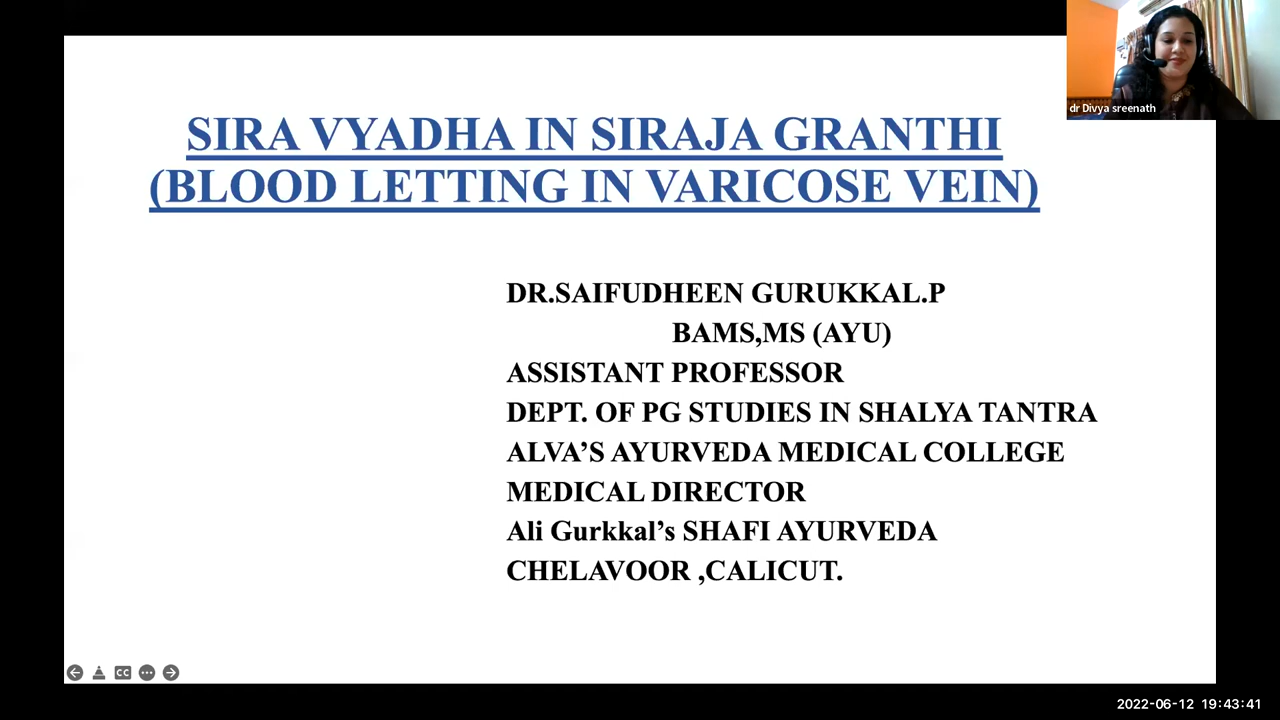 dr Divya sreenath
SIRA VYADHA IN SIRAJA GRANTHI
(BLOOD LETTING IN VARICOSE VEIN)
DR.SAIFUDHEEN GURUKKAL.P
BAMS,MS (AYU)
ASSISTANT PROFESSOR
DEPT. OF PG STUDIES IN SHALYA TANTRA
ALVA’S AYURVEDA MEDICAL COLLEGE
MEDICAL DIRECTOR
Ali Gurkkal’s SHAFI AYURVEDA
CHELAVOOR ,CALICUT.
CC
2022-06-12 19:43:41